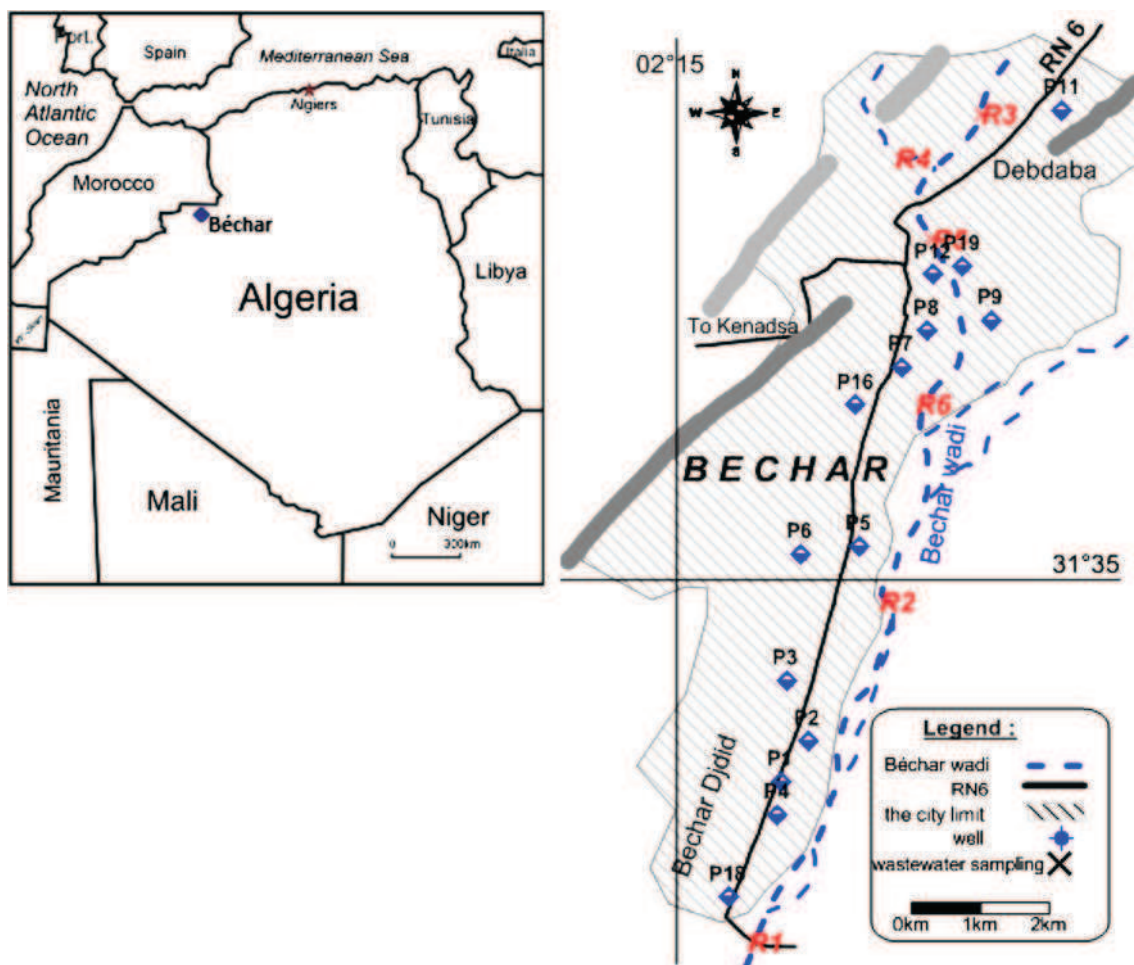 Port.
Spain
Mediterranean Sea
Italia
North
Atlantic
Ocean
Algiers
Tunisia
Morocco
Béchar
Algeria
Libya
Mauritania
Mali
Niger
0 300km
02°15
N
W E
S
RN 6
P11
R3
R4
Debdaba
P19
P12
P8
P9
To Kenadsa
P7
P16
R6
BECHAR
Bechar wadi
P6
P5
31°35
R2
P3
P2
P4
Bechar Djdid
P18
R1
Legend :
Béchar wadi
RN6
the city limit
well
wastewater sampling
0km 1km 2km